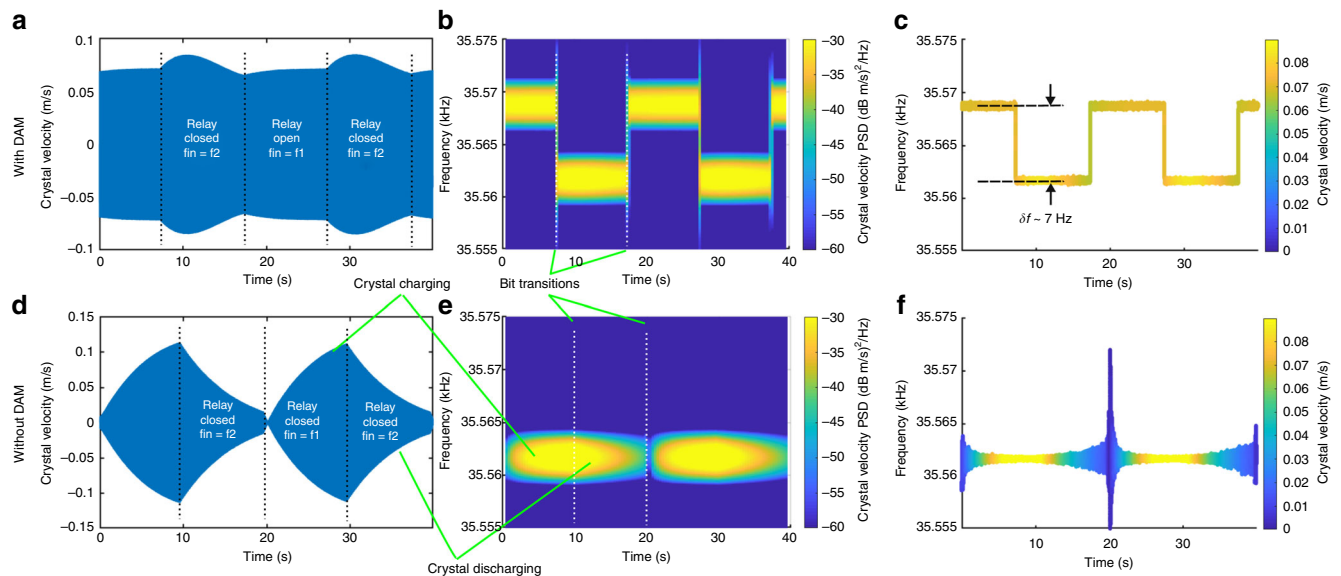 a
With DAM
Crystal velocity (m/s)
0.1
0.05
0
–0.05
–0.1
Relay
closed
fin = f2
Relay
open
fin = f1
Relay
closed
fin = f2
0
10
20
30
Time (s)
b
Frequency (kHz)
35.575
35.57
35.565
35.56
35.555
0
10
20
30
40
Time (s)
–30
–35
–40
–45
–50
–55
–60
Crystal velocity PSD (dB m/s)²/Hz)
c
Frequency (kHz)
35.575
35.57
35.565
35.56
35.555
δf ~ 7 Hz
0
10
20
30
Time (s)
0.08
0.07
0.06
0.05
0.04
0.03
0.02
0.01
0
Crystal velocity (m/s)
Crystal charging
Bit transitions
d
Without DAM
Crystal velocity (m/s)
0.15
0.1
0.05
0
–0.05
–0.1
–0.15
Relay
closed
fin = f2
Relay
closed
fin = f1
Relay
closed
fin = f2
0
10
20
30
Time (s)
Crystal discharging
e
Frequency (kHz)
35.575
35.57
35.565
35.56
35.555
0
10
20
30
40
Time (s)
–30
–35
–40
–45
–50
–55
–60
Crystal velocity PSD (dB m/s)²/Hz)
f
Frequency (kHz)
35.575
35.57
35.565
35.56
35.555
0
10
20
30
Time (s)
0.08
0.07
0.06
0.05
0.04
0.03
0.02
0.01
0
Crystal velocity (m/s)